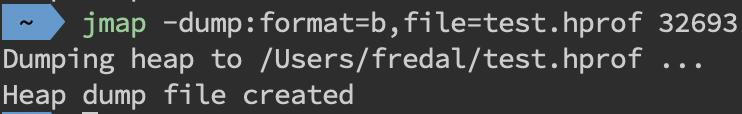 ~ jmap -dump:format=b,file=test.hprof 32693
Dumping heap to /Users/fredal/test.hprof ...
Heap dump file created